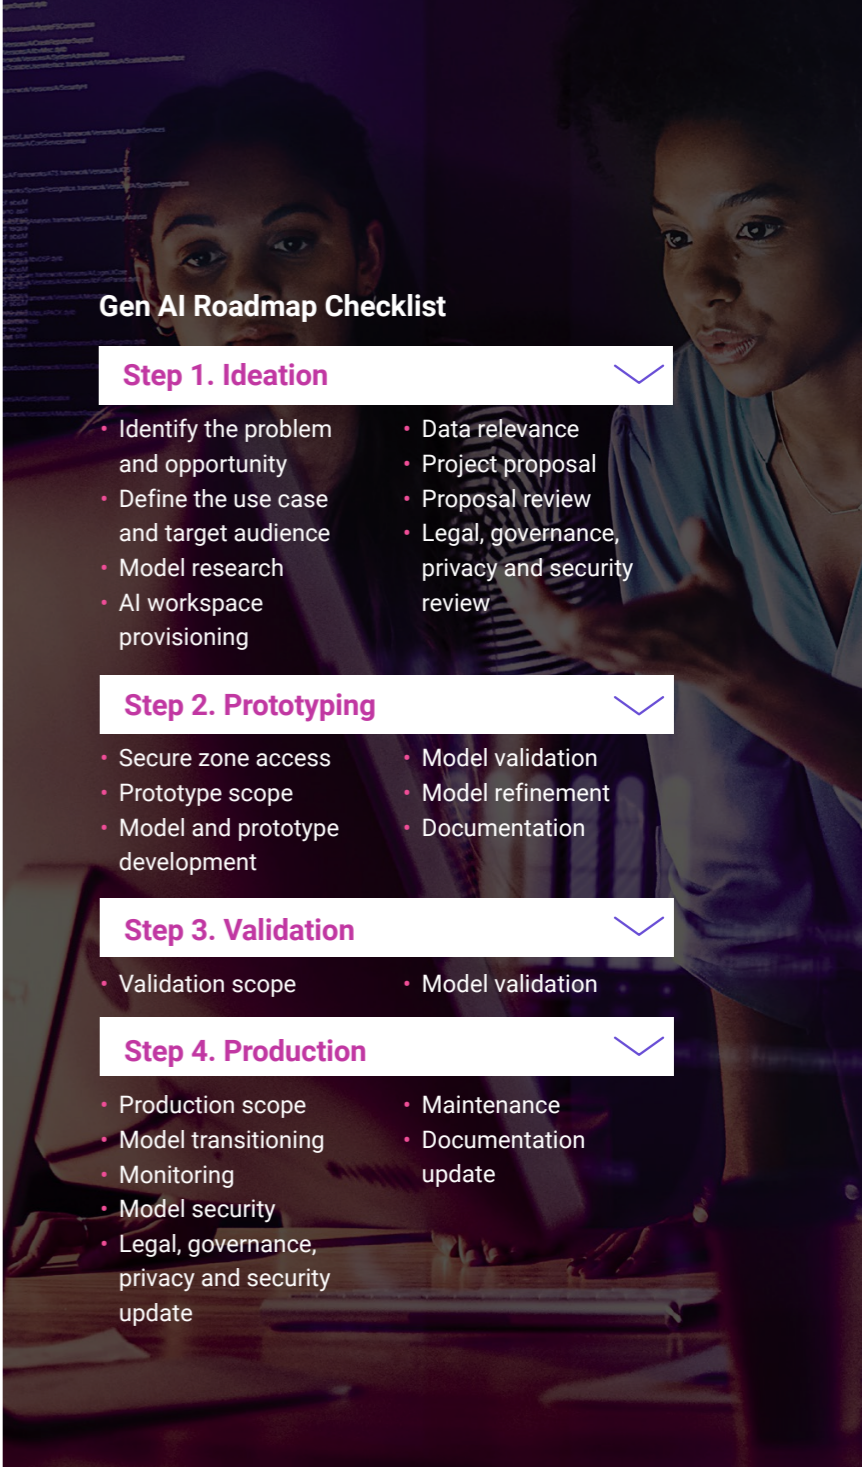 Gen AI Roadmap Checklist
Step 1. Ideation
• Identify the problem
and opportunity
• Define the use case
and target audience
• Model research
• AI workspace
provisioning
• Data relevance
• Project proposal
• Proposal review
• Legal, governance,
privacy and security
review
Step 2. Prototyping
• Secure zone access
• Prototype scope
• Model and prototype
development
• Model validation
• Model refinement
• Documentation
Step 3. Validation
• Validation scope
• Model validation
Step 4. Production
• Production scope
• Model transitioning
• Monitoring
• Model security
• Legal, governance,
privacy and security
update
• Maintenance
• Documentation
update